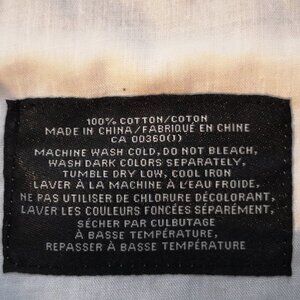 100% COTTON/COTON
MADE IN CHINA/FABRIQUÉ EN CHINE
CA 00360(1)
MACHINE WASH COLD, DO NOT BLEACH,
WASH DARK COLORS SEPARATELY,
TUMBLE DRY LOW, COOL IRON
LAVER À LA MACHINE À L'EAU FROIDE,
NE PAS UTILISER DE CHLORURE DÉCOLORANT,
LAVER LES COULEURS FONCÉES SÉPARÉMENT,
SÉCHER PAR CULBUTAGE
À BASSE TEMPÉRATURE,
REPASSER À BASSE TEMPÉRATURE